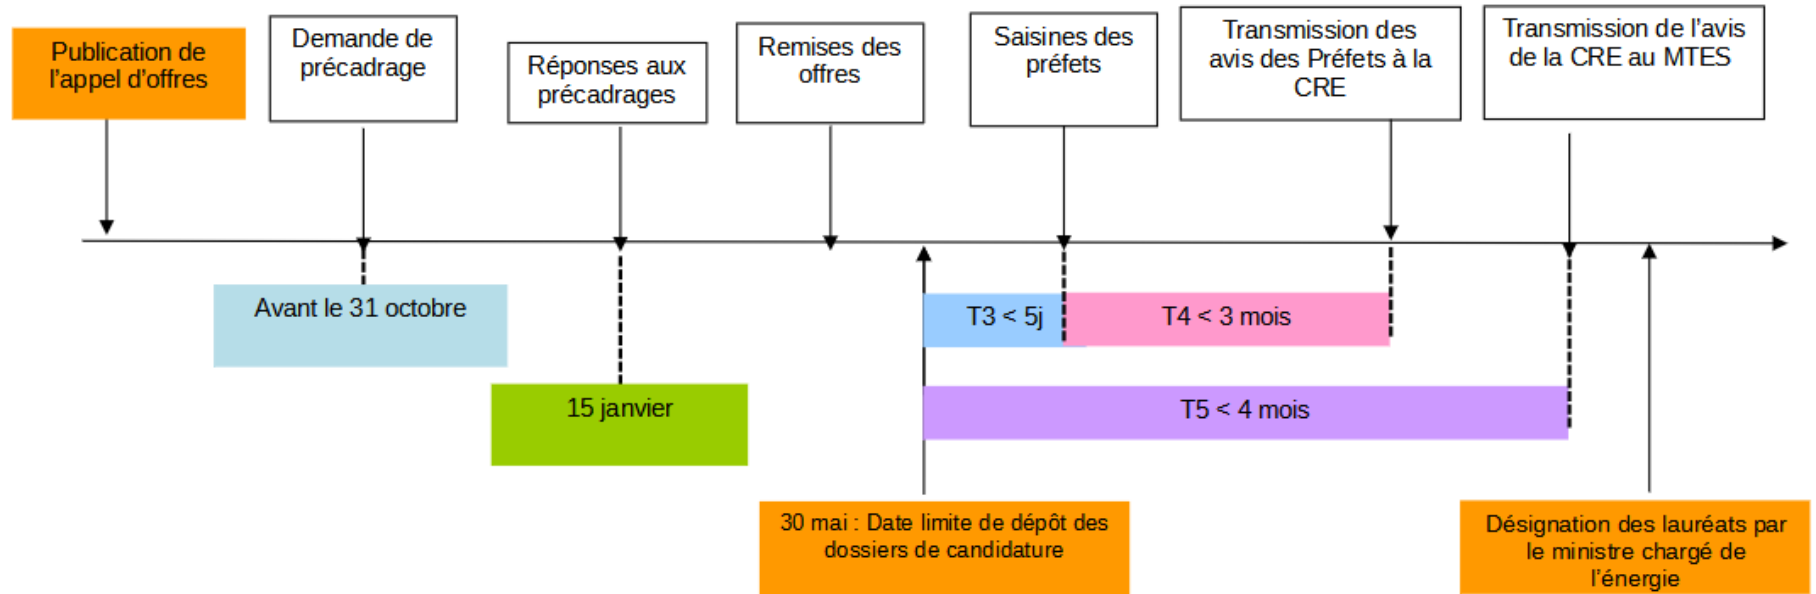 Publication de
l'appel d'offres
Demande de
précadrage
Réponses aux
précadrages
Remises des
offres
Saisines des
préfets
Transmission des
avis des Préfets à la
CRE
Transmission de l'avis
de la CRE au MTES
Avant le 31 octobre
T3 < 5j
T4 < 3 mois
15 janvier
T5 < 4 mois
30 mai : Date limite de dépôt des
dossiers de candidature
Désignation des lauréats par
le ministre chargé de
l'énergie